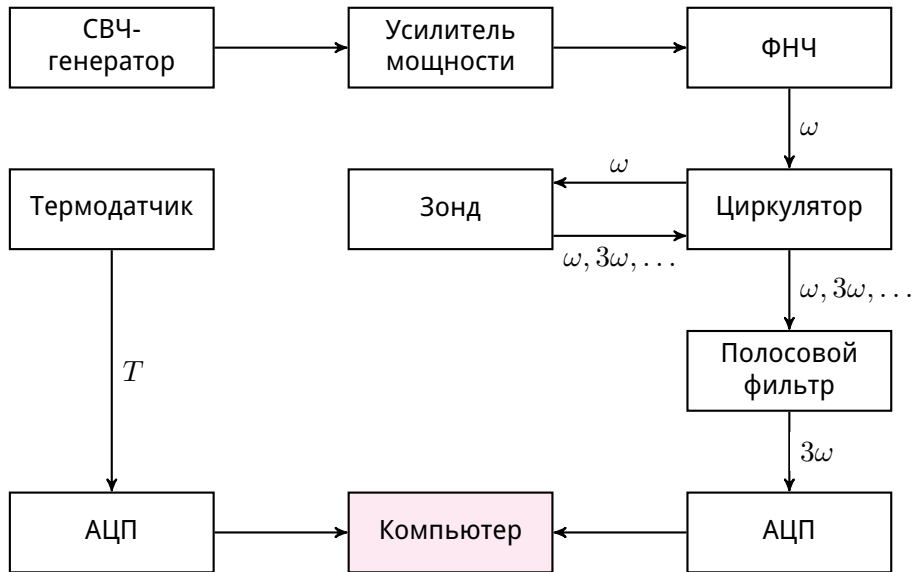 СВЧ-
генератор
Усилитель
мощности
ФНЧ
ω
Термодатчик
Зонд
ω
ω, 3ω, . . .
Циркулятор
ω, 3ω, . . .
Полосовой
фильтр
T
3ω
АЦП
Компьютер
АЦП